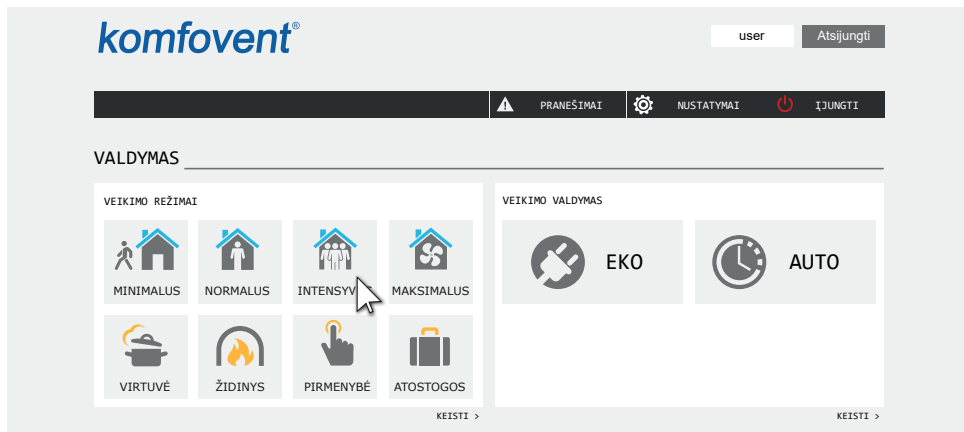 komfovent®
user Atsijungti
PRANEŠIMAI NUSTATYMAI ĮJUNGTI
VALDYMAS
VEIKIMO REŽIMAI
MINIMALUS NORMALUS MAKSIMALUS
VIRTUVĖ ŽIDINYS PIRMENYBĖ ATOSTOGOS
KEISTI >
VEIKIMO VALDYMAS
EKO AUTO
KEISTI >